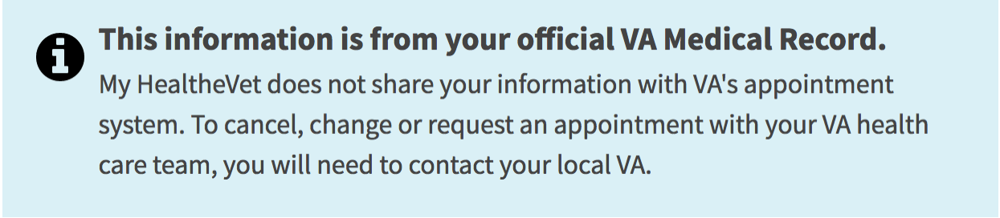 This information is from your official VA Medical Record.
My HealtheVet does not share your information with VA's appointment
system. To cancel, change or request an appointment with your VA health
care team, you will need to contact your local VA.